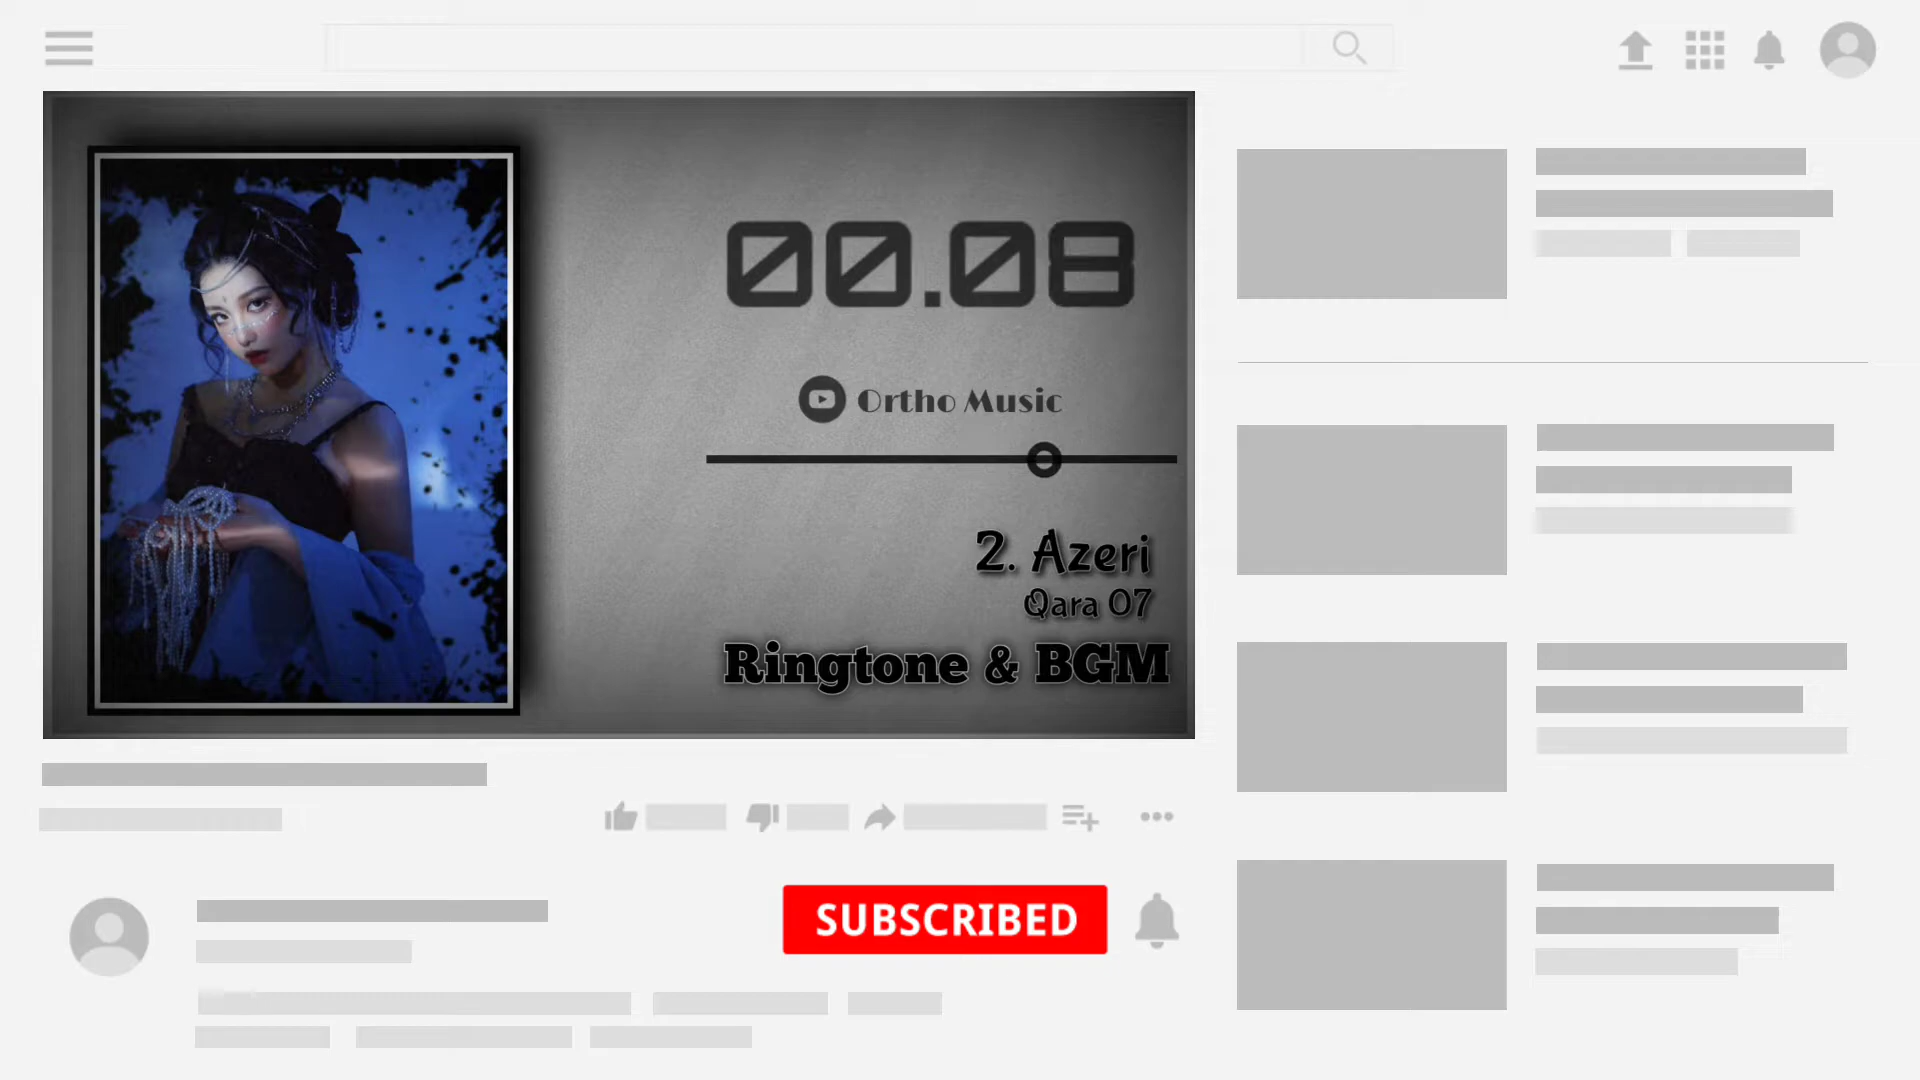 00.08
Ortho Music
2. Azeri
Qara 07
Ringtone & BGM
SUBSCRIBED